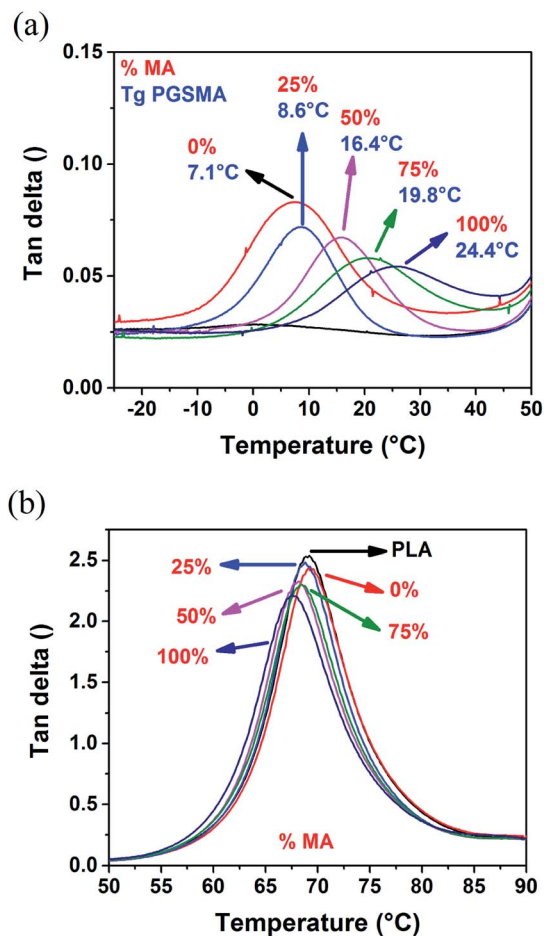 (a)
0.15
0.10
0.05
0.00
Tan delta ()
% MA
Tg PGSMA
0%
7.1°C
25%
8.6°C
50%
16.4°C
75%
19.8°C
100%
24.4°C
-20 -10 0 10 20 30 40 50
Temperature (°C)
(b)
2.5
2.0
1.5
1.0
0.5
0.0
Tan delta ()
PLA
25%
0%
50%
75%
100%
% MA
50 55 60 65 70 75 80 85 90
Temperature (°C)